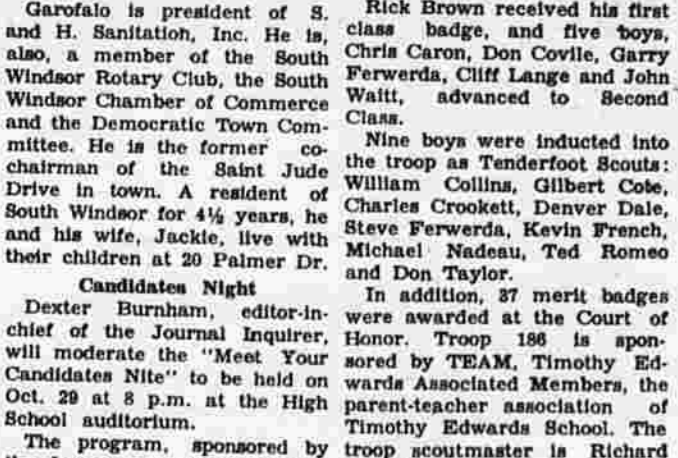 Garofalo is president of S.
and H. Sanitation, Inc. He is,
also, a member of the South
Windsor Rotary Club, the South
Windsor Chamber of Commerce
and the Democratic Town Com-
mittee. He is the former co-
chairman of the Saint Jude
Drive in town. A resident of
South Windsor for 4½ years, he
and his wife, Jackie, live with
their children at 20 Palmer Dr.
Candidates Night
Dexter Burnham, editor-in-
chief of the Journal Inquirer,
will moderate the "Meet Your
Candidates Nite" to be held on
Oct. 29 at 8 p.m. at the High
School auditorium.
The program, sponsored by
Rick Brown received his first
class badge, and five boys,
Chris Caron, Don Covile, Garry
Ferwerda, Cliff Lange and John
Waitt, advanced to Second
Class.
Nine boys were inducted into
the troop as Tenderfoot Scouts:
William Collins, Gilbert Cote,
Charles Crookett, Denver Dale,
Steve Ferwerda, Kevin French,
Michael Nadeau, Ted Romeo
and Don Taylor.
In addition, 37 merit badges
were awarded at the Court of
Honor. Troop 186 is spon-
sored by TEAM, Timothy Ed-
wards Associated Members, the
parent-teacher association of
Timothy Edwards School. The
troop scoutmaster is Richard